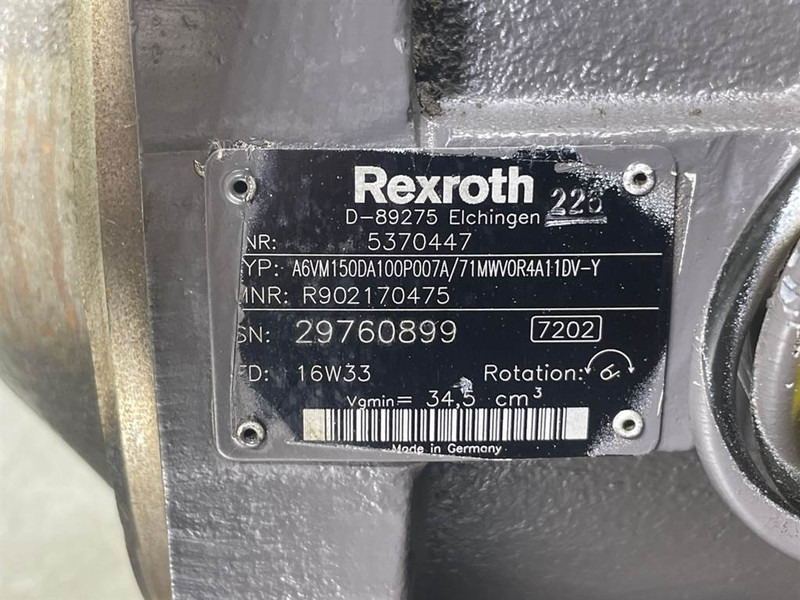 Rexroth
D-89275 Elchingen
NR: 5370447
YP: A6VM150DA100P007A/71MWV0R4A11DV-Y
MNR: R902170475
SN: 29760899 7202
FD: 16W33 Rotation:
Vgmin= 34,5 cm³
Made in Germany